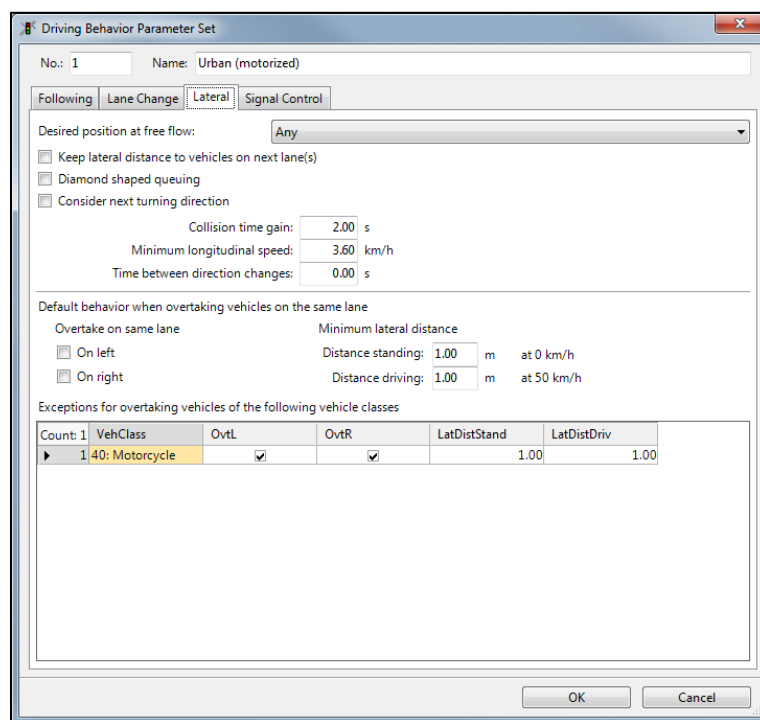 Driving Behavior Parameter Set
No.: 1 Name: Urban (motorized)
Following Lane Change Lateral Signal Control
Desired position at free flow: Any
Keep lateral distance to vehicles on next lane(s)
Diamond shaped queuing
Consider next turning direction
Collision time gain: 2.00 s
Minimum longitudinal speed: 3.60 km/h
Time between direction changes: 0.00 s
Default behavior when overtaking vehicles on the same lane
Overtake on same lane Minimum lateral distance
On left Distance standing: 1.00 m at 0 km/h
On right Distance driving: 1.00 m at 50 km/h
Exceptions for overtaking vehicles of the following vehicle classes
Count: 1 VehClass OvtL OvtR LatDistStand LatDistDriv
1 40: Motorcycle 1.00 1.00
OK Cancel